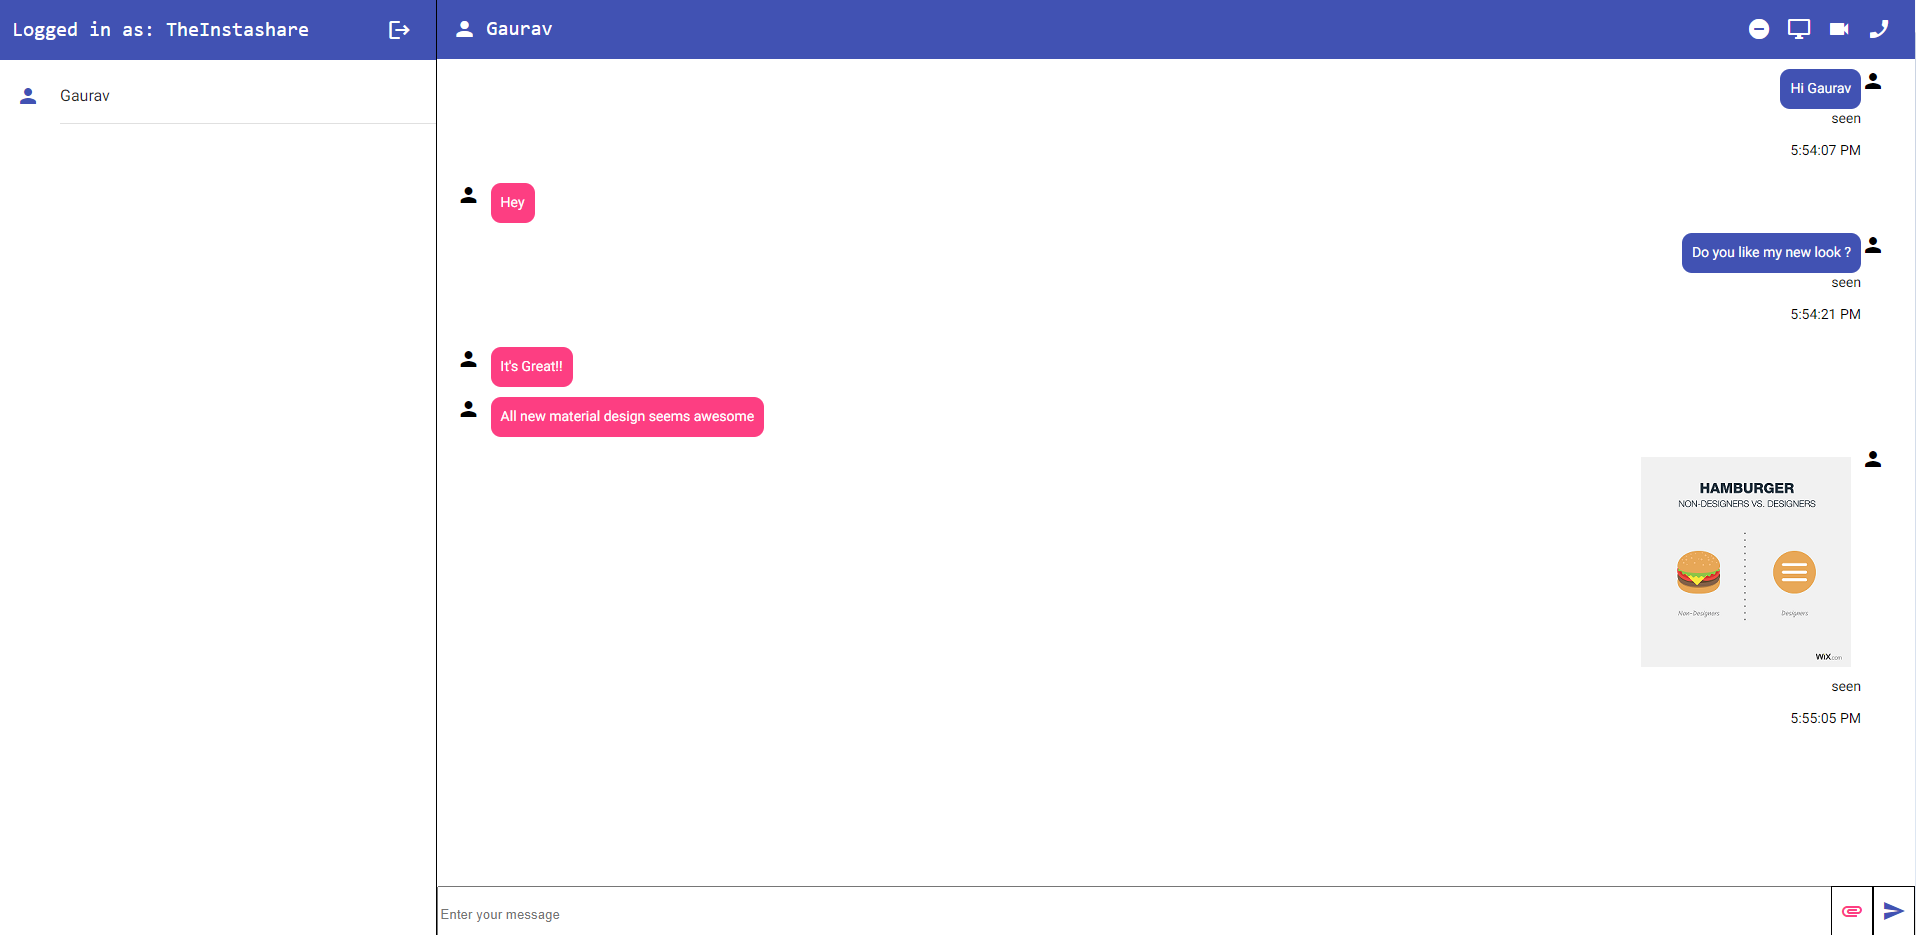 Logged in as: TheInstashare
Gaurav
Gaurav
Hi Gaurav
seen
5:54:07 PM
Hey
Do you like my new look ?
seen
5:54:21 PM
It's Great!!
All new material design seems awesome
HAMBURGER
NON-DESIGNERS VS. DESIGNERS
Non-Designers
Designers
WiX.com
seen
5:55:05 PM
Enter your message